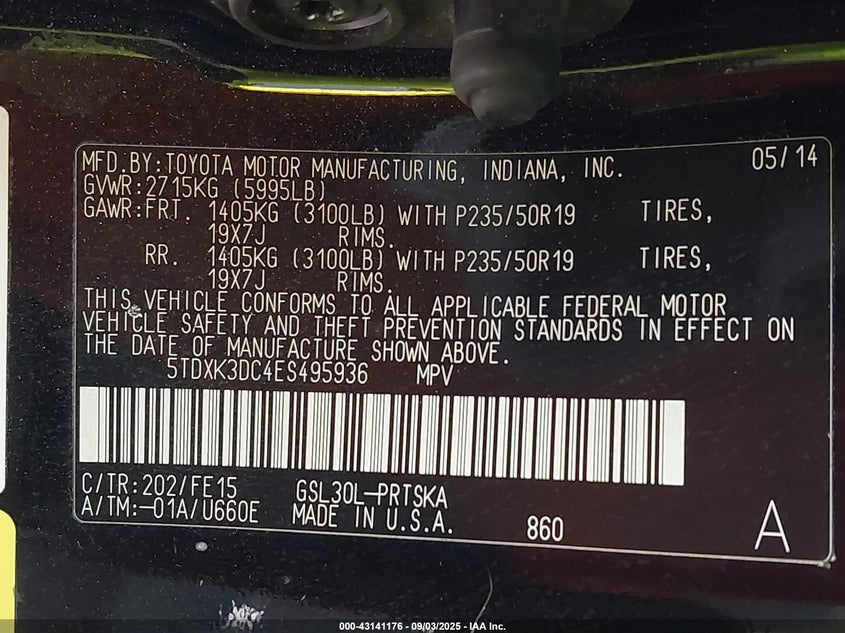 MFD.BY:TOYOTA MOTOR MANUFACTURING, INDIANA, INC. 05/14
GVWR:2715KG (5995LB)
GAWR:FRT. 1405KG (3100LB) WITH P235/50R19 TIRES,
19X7J RIMS.
RR. 1405KG (3100LB) WITH P235/50R19 TIRES,
19X7J RIMS.
THIS VEHICLE CONFORMS TO ALL APPLICABLE FEDERAL MOTOR
VEHICLE SAFETY AND THEFT PREVENTION STANDARDS IN EFFECT ON
THE DATE OF MANUFACTURE SHOWN ABOVE.
5TDXK3DC4ES495936 MPV
C/TR:202/FE15 GSL30L-PRTSKA
A/TM:-01A/U660E MADE IN U.S.A. 860 A
000-43141176 - 09/03/2025 - IAA Inc.